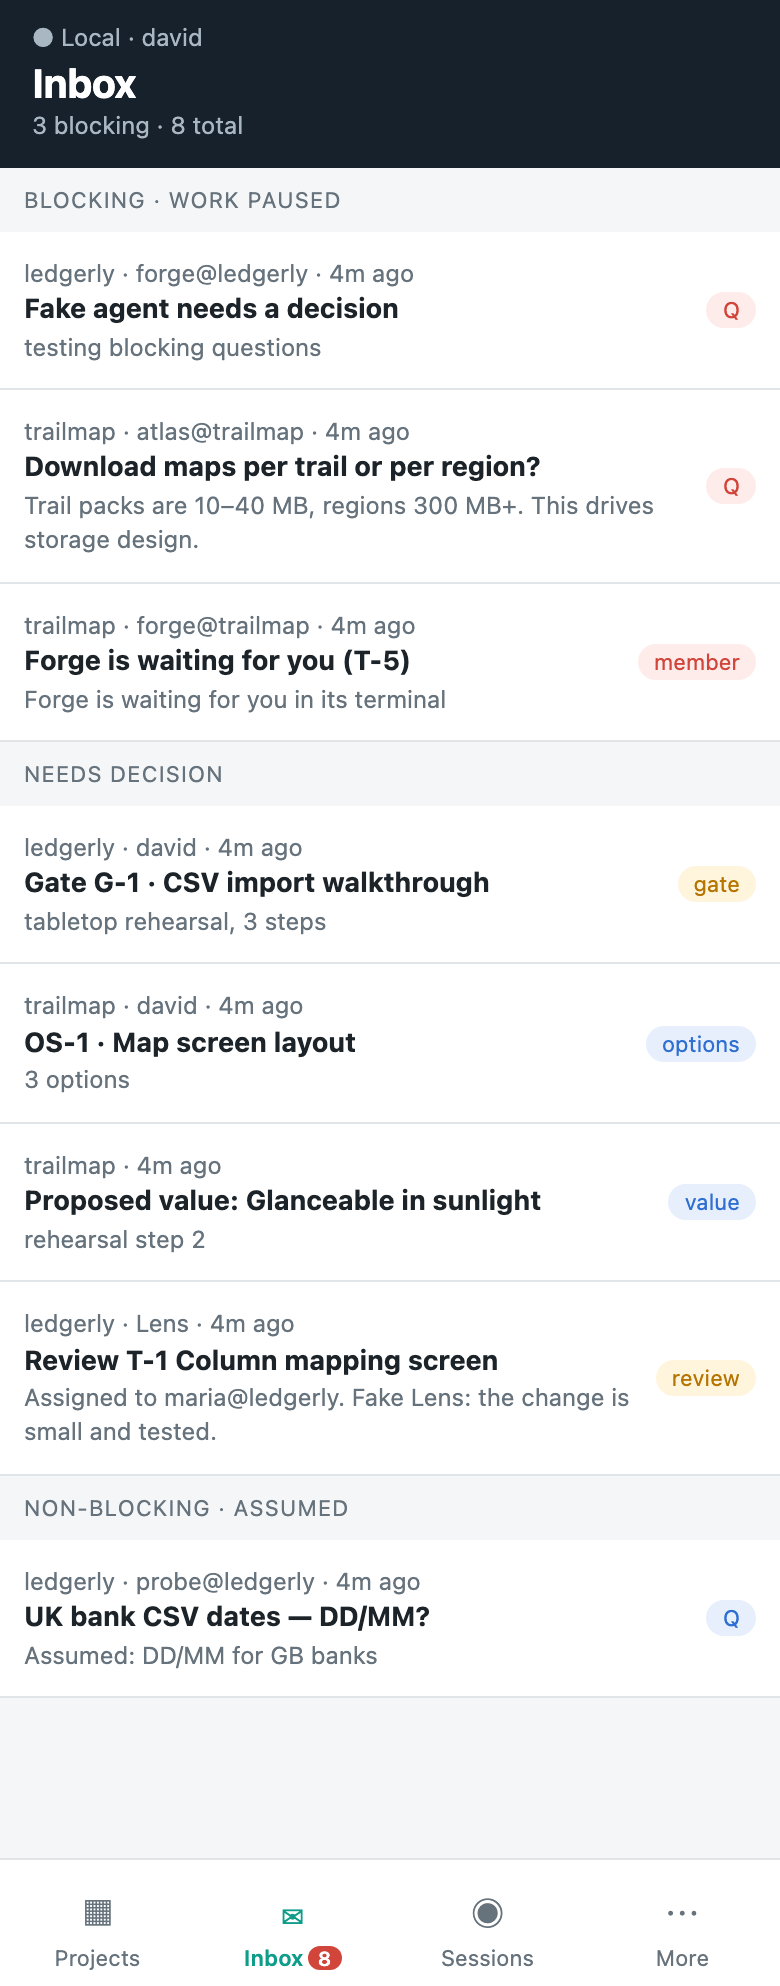 Local · david
Inbox
3 blocking · 8 total
BLOCKING · WORK PAUSED
ledgerly · forge@ledgerly · 4m ago
Fake agent needs a decision
Q
testing blocking questions
trailmap · atlas@trailmap · 4m ago
Download maps per trail or per region?
Q
Trail packs are 10–40 MB, regions 300 MB+. This drives
storage design.
trailmap · forge@trailmap · 4m ago
Forge is waiting for you (T-5)
member
Forge is waiting for you in its terminal
NEEDS DECISION
ledgerly · david · 4m ago
Gate G-1 · CSV import walkthrough
gate
tabletop rehearsal, 3 steps
trailmap · david · 4m ago
OS-1 · Map screen layout
options
3 options
trailmap · 4m ago
Proposed value: Glanceable in sunlight
value
rehearsal step 2
ledgerly · Lens · 4m ago
Review T-1 Column mapping screen
review
Assigned to maria@ledgerly. Fake Lens: the change is
small and tested.
NON-BLOCKING · ASSUMED
ledgerly · probe@ledgerly · 4m ago
UK bank CSV dates — DD/MM?
Q
Assumed: DD/MM for GB banks
Projects
Inbox 8
Sessions
More